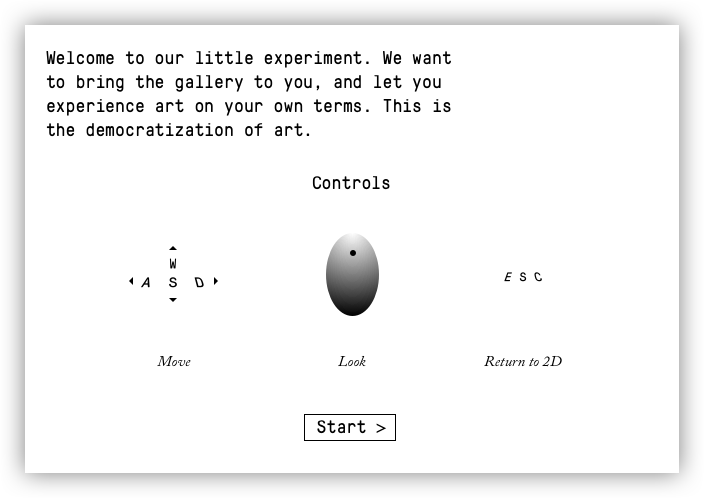 Welcome to our little experiment. We want
to bring the gallery to you, and let you
experience art on your own terms. This is
the democratization of art.
Controls
W
A S D
E S C
Move
Look
Return to 2D
Start >